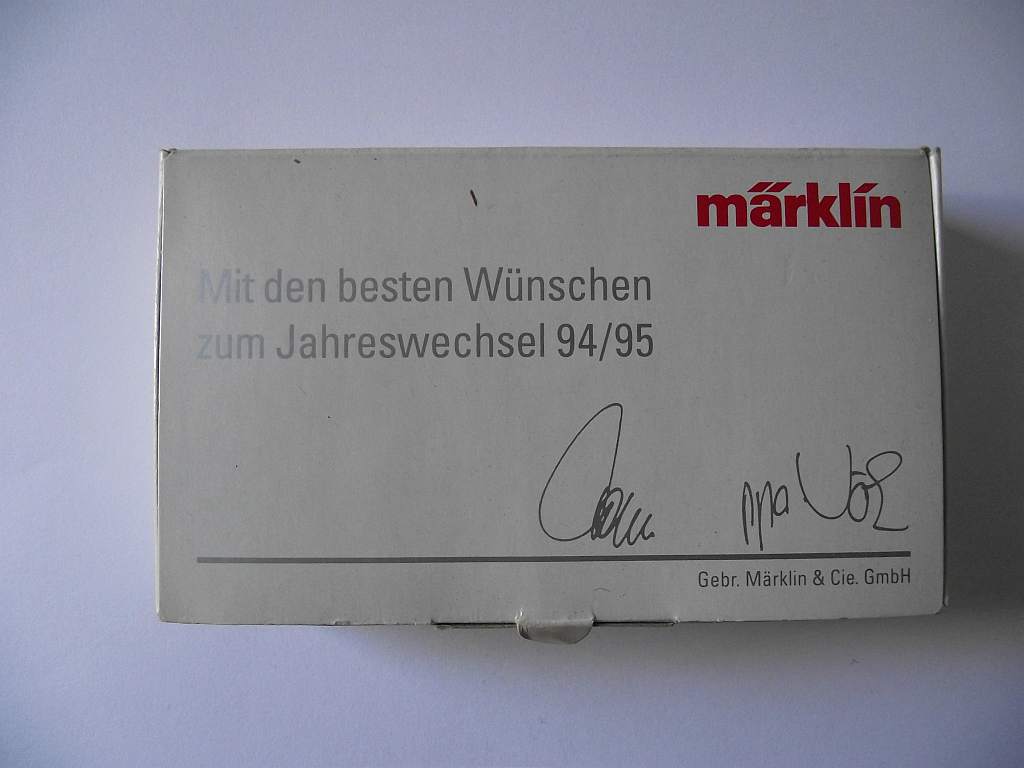 märklin
Mit den besten Wünschen
zum Jahreswechsel 94/95
Gebr. Märklin & Cie. GmbH